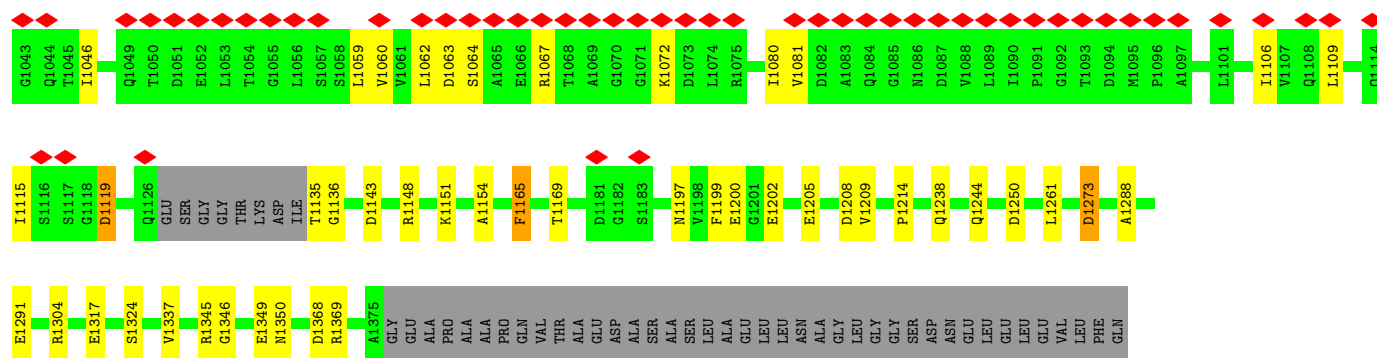 G1043 Q1044 T1045 I1046 Q1049 T1050 D1051 E1052 L1053 T1054 G1055 L1056 S1057 S1058 L1059 V1060 V1061 L1062 D1063 S1064 A1065 E1066 R1067 T1068 A1069 G1070 G1071 K1072 D1073 L1074 R1075 I1080 V1081 D1082 A1083 Q1084 G1085 N1086 D1087 V1088 L1089 I1090 P1091 G1092 T1093 D1094 M1095 P1096 A1097 L1101 I1106 V1107 Q1108 L1109
I1115 S1116 S1117 G1118 D1119 Q1126 GLU SER GLY GLY THR LYS ASP ILE T1135 G1136 D1143 R1148 K1151 A1154 F1165 T1169 D1181 G1182 S1183 N1197 V1198 F1199 E1200 G1201 E1202 E1205 D1208 V1209 P1214 Q1238 Q1244 D1250 L1261 D1273 A1288
E1291 R1304 E1317 S1324 V1337 R1345 G1346 E1349 N1350 D1368 R1369 A1375 GLY GLU ALA PRO ALA ALA PRO GLN VAL THR ALA GLU ASP ALA SER ALA SER LEU ALA GLU LEU LEU ASN ALA GLY LEU GLY GLY SER ASP ASN GLU LEU GLU LEU GLU VAL LEU PHE GLN